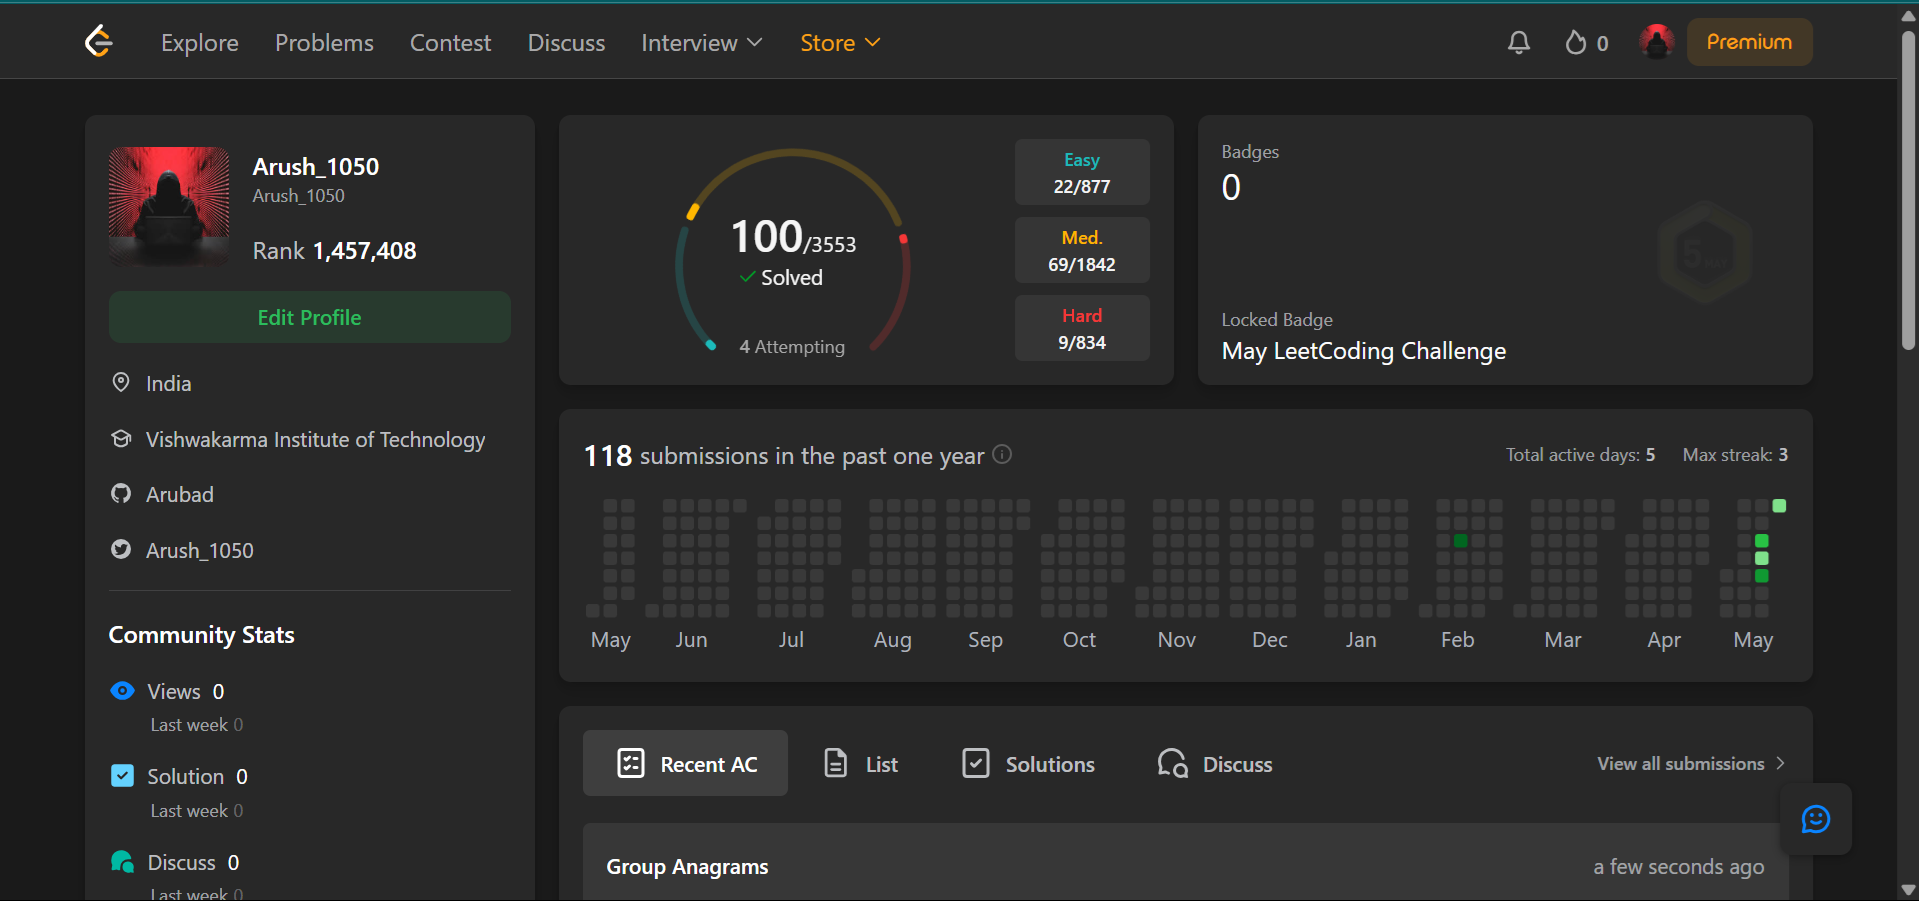 Explore Problems Contest Discuss Interview Store 0 Premium
Arush_1050
Arush_1050
Rank 1,457,408
Edit Profile
India
Vishwakarma Institute of Technology
Arubad
Arush_1050
Community Stats
Views 0
Last week 0
Solution 0
Last week 0
Discuss 0
Last week 0
100/3553
Solved
4 Attempting
Easy
22/877
Med.
69/1842
Hard
9/834
Badges
0
Locked Badge
May LeetCoding Challenge
118 submissions in the past one year Total active days: 5 Max streak: 3
May Jun Jul Aug Sep Oct Nov Dec Jan Feb Mar Apr May
Recent AC List Solutions Discuss View all submissions
Group Anagrams a few seconds ago